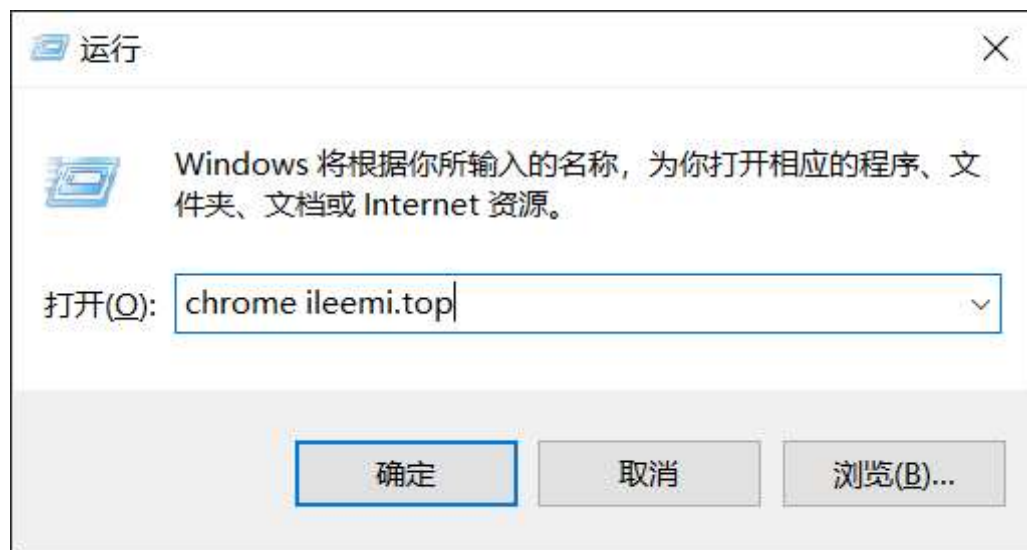 运行
Windows 将根据你所输入的名称，为你打开相应的程序、文
件夹、文档或 Internet 资源。
打开(O): chrome ileemi.top
确定 取消 浏览(B)...